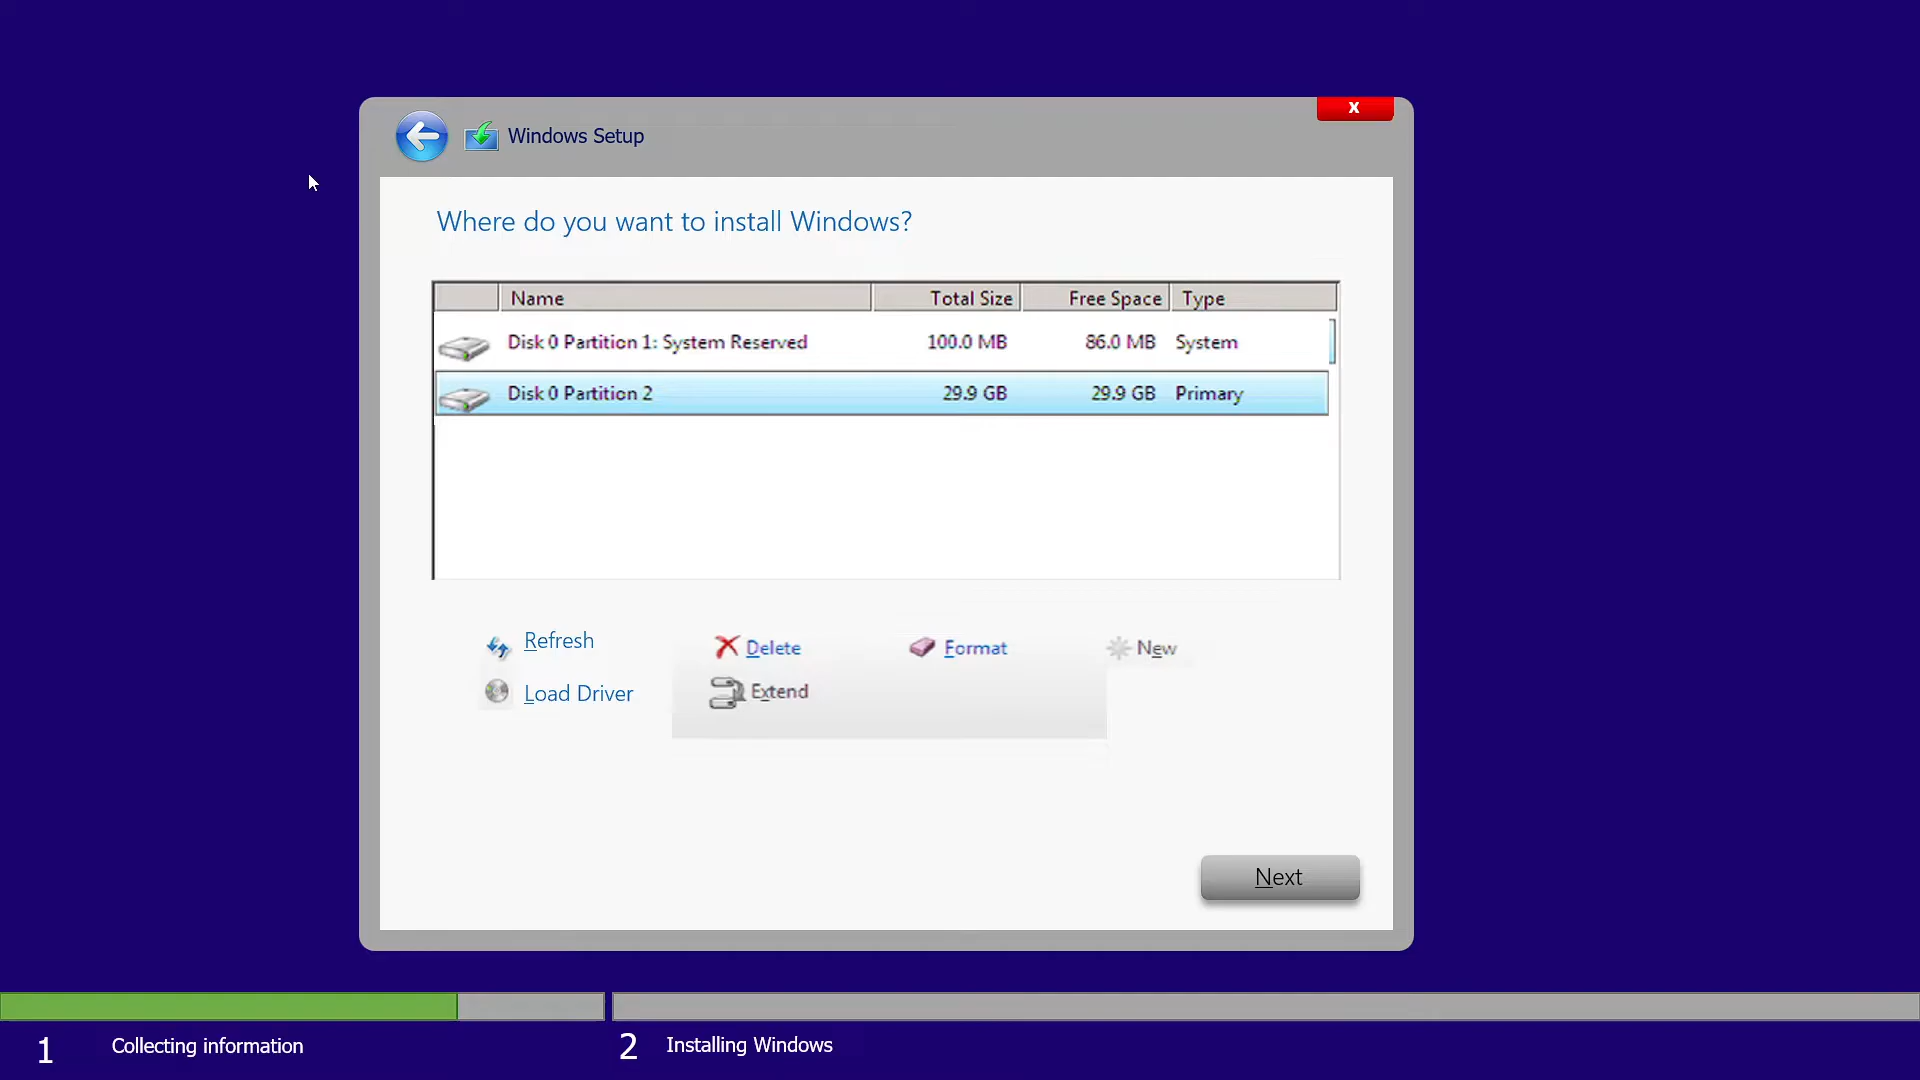 x
Windows Setup
Where do you want to install Windows?
Name Total Size Free Space Type
Disk 0 Partition 1: System Reserved 100.0 MB 86.0 MB System
Disk 0 Partition 2 29.9 GB 29.9 GB Primary
Refresh Delete Format New
Load Driver Extend
Next
1 Collecting information 2 Installing Windows